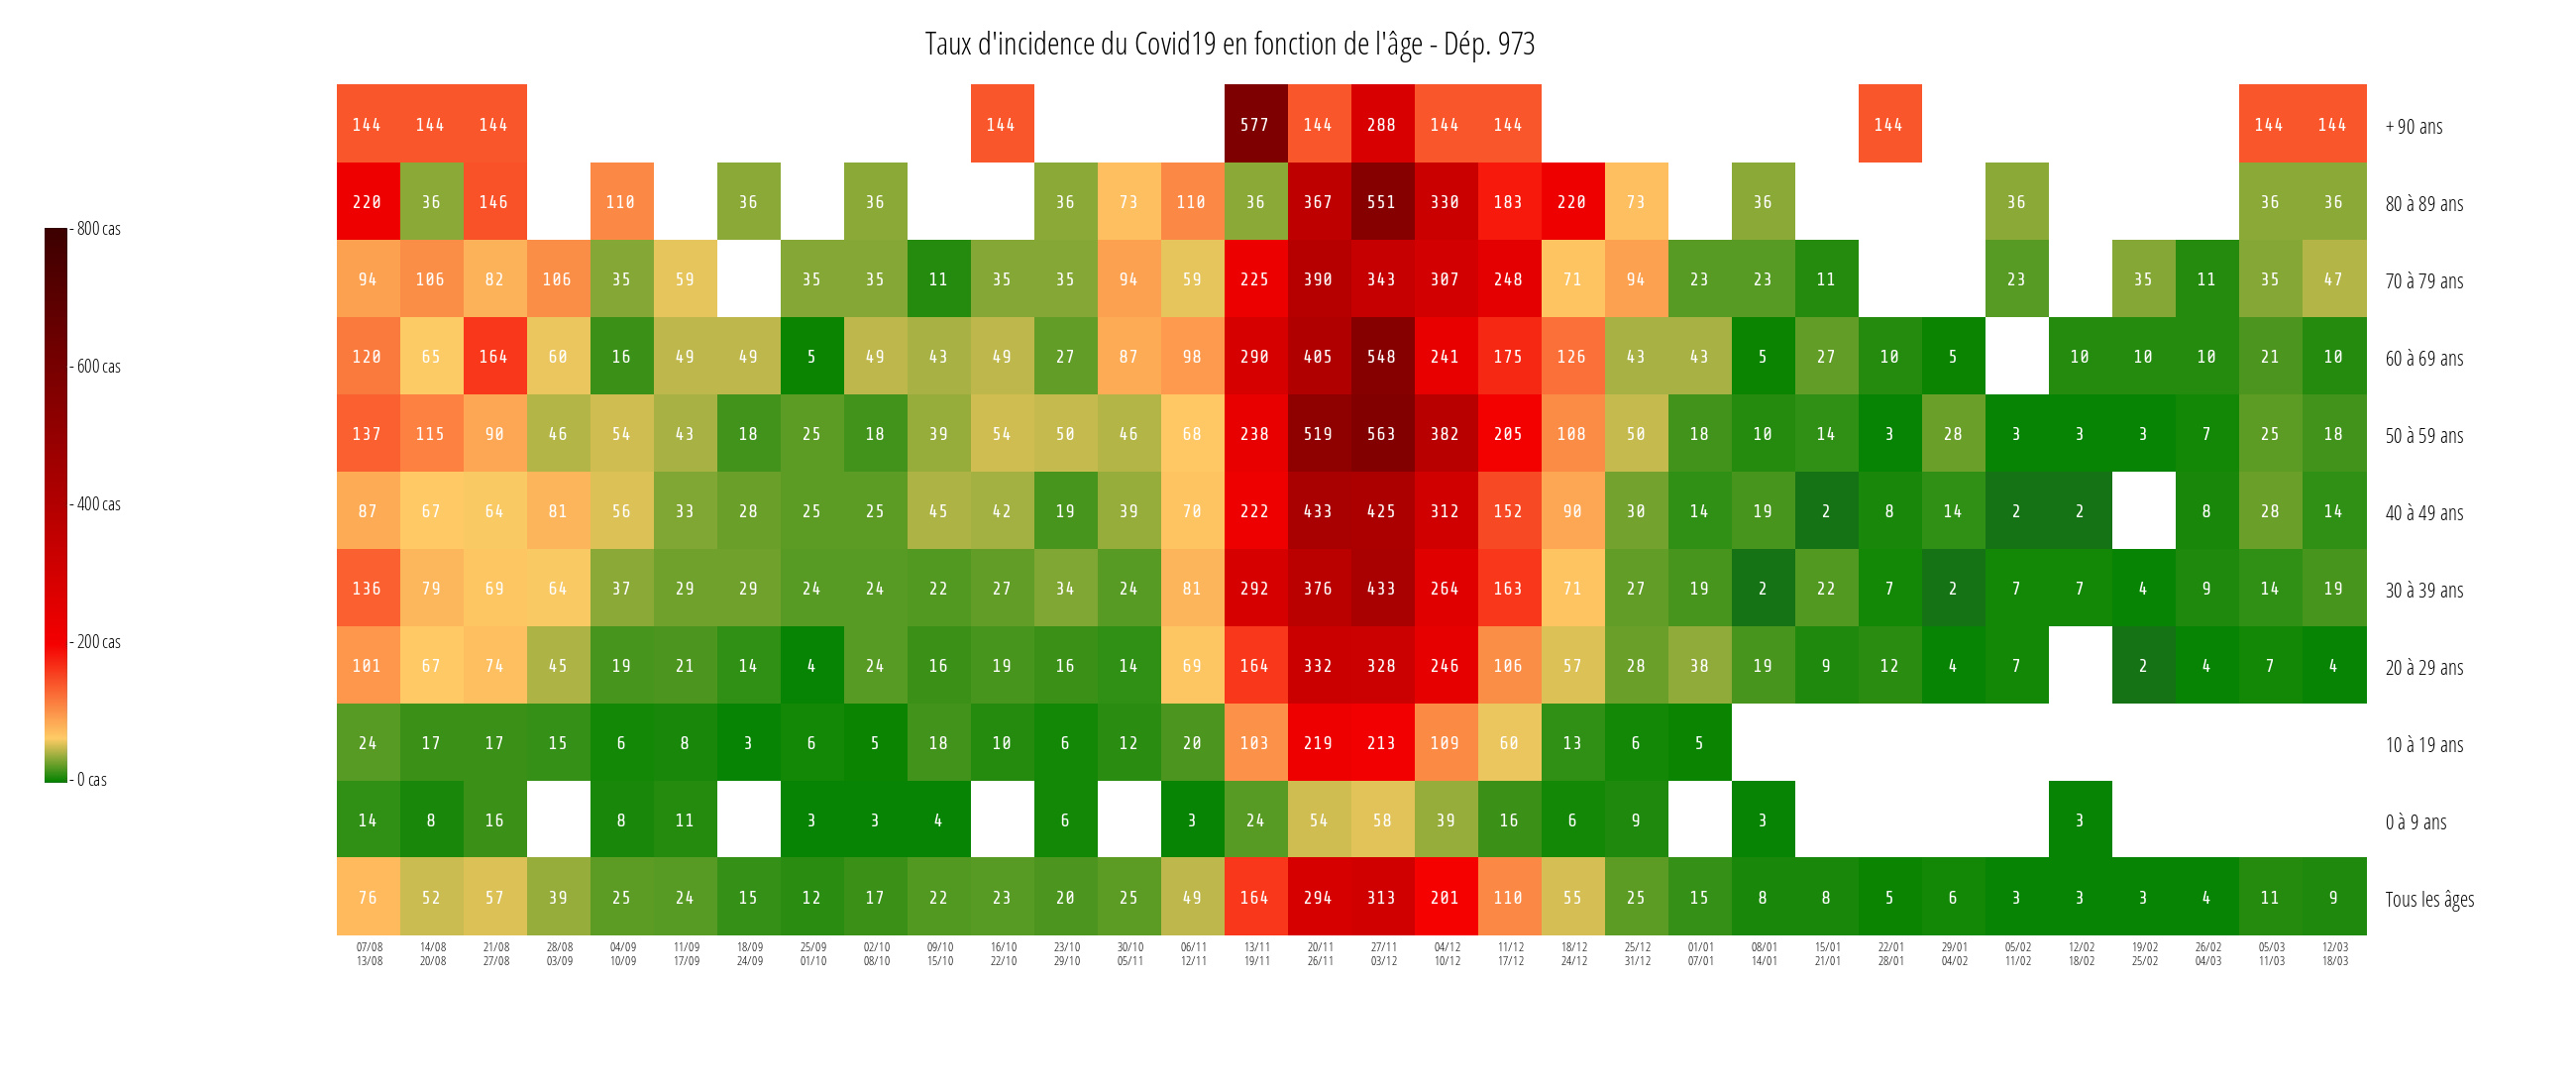 Taux d'incidence du Covid19 en fonction de l'âge - Dép. 973
- 800 cas
- 600 cas
- 400 cas
- 200 cas
- 0 cas
144 144 144 144 577 144 288 144 144 144 144 144 + 90 ans
220 36 146 110 36 36 36 73 110 36 367 551 330 183 220 73 36 36 36 36 80 à 89 ans
94 106 82 106 35 59 35 35 11 35 35 94 59 225 390 343 307 248 71 94 23 23 11 23 35 11 35 47 70 à 79 ans
120 65 164 60 16 49 49 5 49 43 49 27 87 98 290 405 548 241 175 126 43 43 5 27 10 5 10 10 10 21 10 60 à 69 ans
137 115 90 46 54 43 18 25 18 39 54 50 46 68 238 519 563 382 205 108 50 18 10 14 3 28 3 3 3 7 25 18 50 à 59 ans
87 67 64 81 56 33 28 25 25 45 42 19 39 70 222 433 425 312 152 90 30 14 19 2 8 14 2 2 8 28 14 40 à 49 ans
136 79 69 64 37 29 29 24 24 22 27 34 24 81 292 376 433 264 163 71 27 19 2 22 7 2 7 7 4 9 14 19 30 à 39 ans
101 67 74 45 19 21 14 4 24 16 19 16 14 69 164 332 328 246 106 57 28 38 19 9 12 4 7 2 4 7 4 20 à 29 ans
24 17 17 15 6 8 3 6 5 18 10 6 12 20 103 219 213 109 60 13 6 5 10 à 19 ans
14 8 16 8 11 3 3 4 6 3 24 54 58 39 16 6 9 3 3 0 à 9 ans
76 52 57 39 25 24 15 12 17 22 23 20 25 49 164 294 313 201 110 55 25 15 8 8 5 6 3 3 3 4 11 9 Tous les âges
07/08 14/08 21/08 28/08 04/09 11/09 18/09 25/09 02/10 09/10 16/10 23/10 30/10 06/11 13/11 20/11 27/11 04/12 11/12 18/12 25/12 01/01 08/01 15/01 22/01 29/01 05/02 12/02 19/02 26/02 05/03 12/03
13/08 20/08 27/08 03/09 10/09 17/09 24/09 01/10 08/10 15/10 22/10 29/10 05/11 12/11 19/11 26/11 03/12 10/12 17/12 24/12 31/12 07/01 14/01 21/01 28/01 04/02 11/02 18/02 25/02 04/03 11/03 18/03